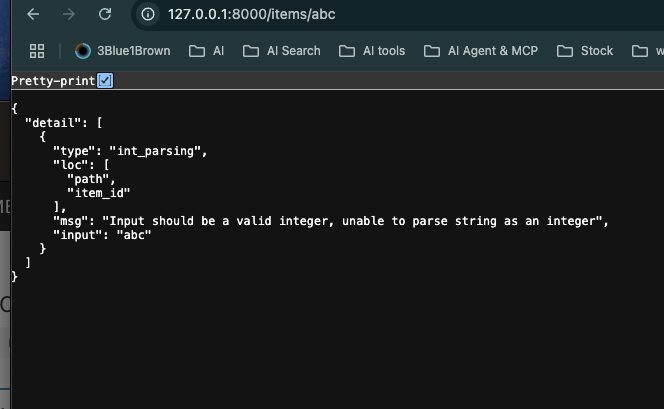 127.0.0.1:8000/items/abc
3Blue1Brown AI AI Search AI tools AI Agent & MCP Stock
Pretty-print
{
  "detail": [
    {
      "type": "int_parsing",
      "loc": [
        "path",
        "item_id"
      ],
      "msg": "Input should be a valid integer, unable to parse string as an integer",
      "input": "abc"
    }
  ]
}